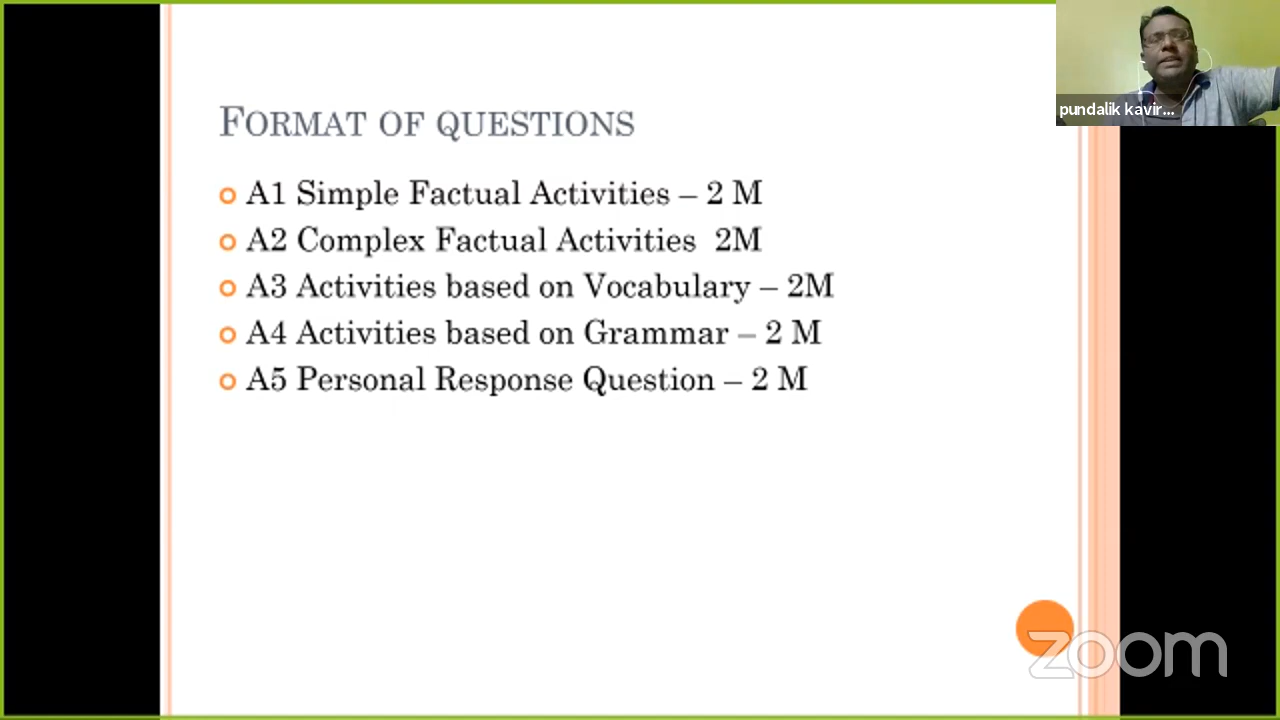 FORMAT OF QUESTIONS
A1 Simple Factual Activities – 2 M
A2 Complex Factual Activities 2M
A3 Activities based on Vocabulary – 2M
A4 Activities based on Grammar – 2 M
A5 Personal Response Question – 2 M
pundalik kavir...
zoom